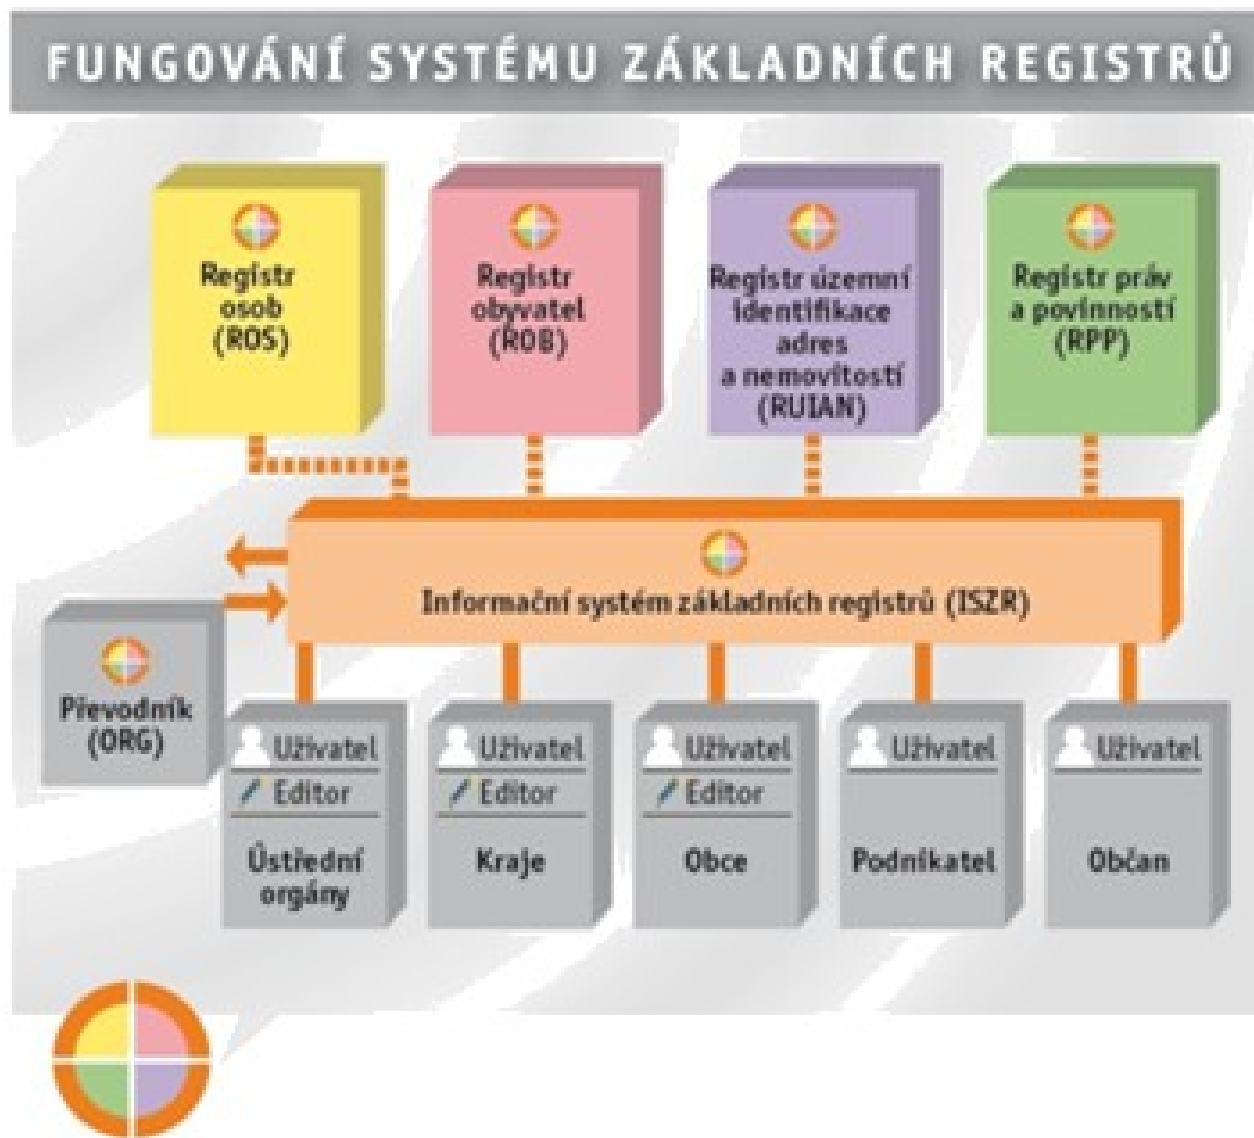 FUNGOVÁNÍ SYSTÉMU ZÁKLADNÍCH REGISTRŮ
Registr
osob
(ROS)
Registr
obyvatel
(ROB)
Registr územní
identifikace
adres
a nemovitostí
(RUIAN)
Registr práv
a povinností
(RPP)
Informační systém základních registrů (ISZR)
Převodník
(ORG)
Uživatel
Editor
Ústřední
orgány
Uživatel
Editor
Kraje
Uživatel
Editor
Obce
Uživatel
Podnikatel
Uživatel
Občan